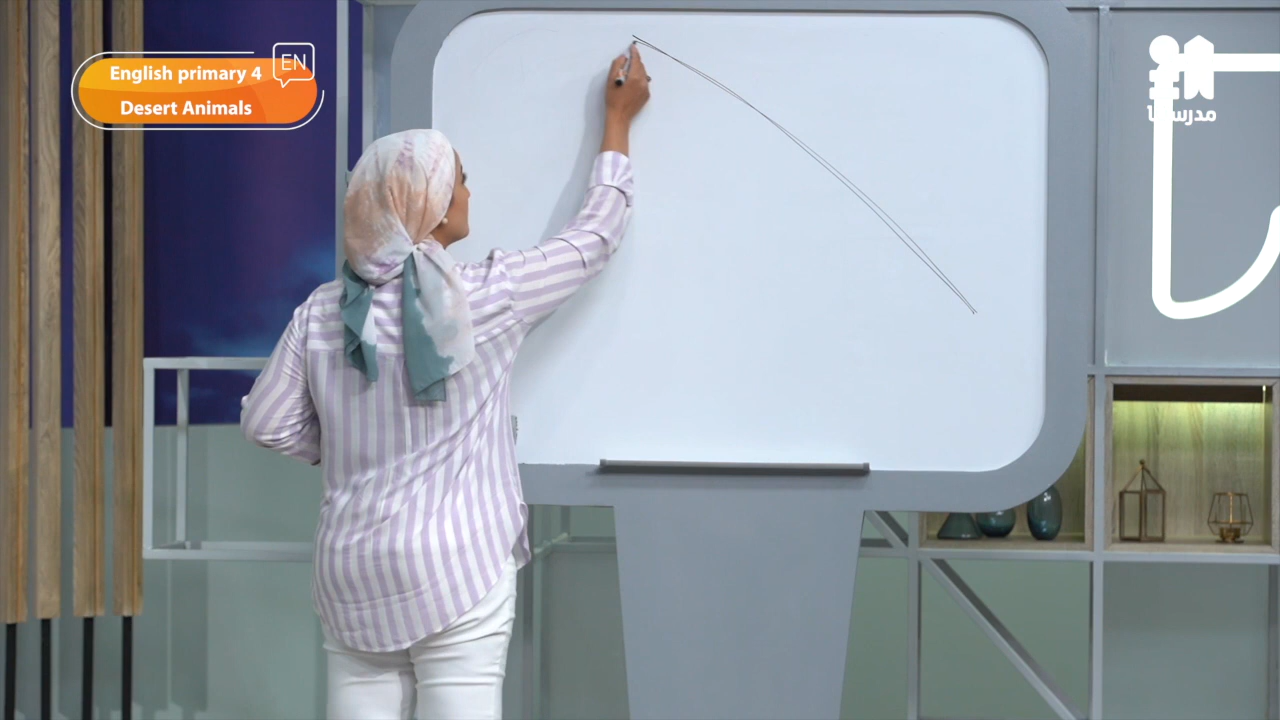 English primary 4
EN
Desert Animals
مدرستنا